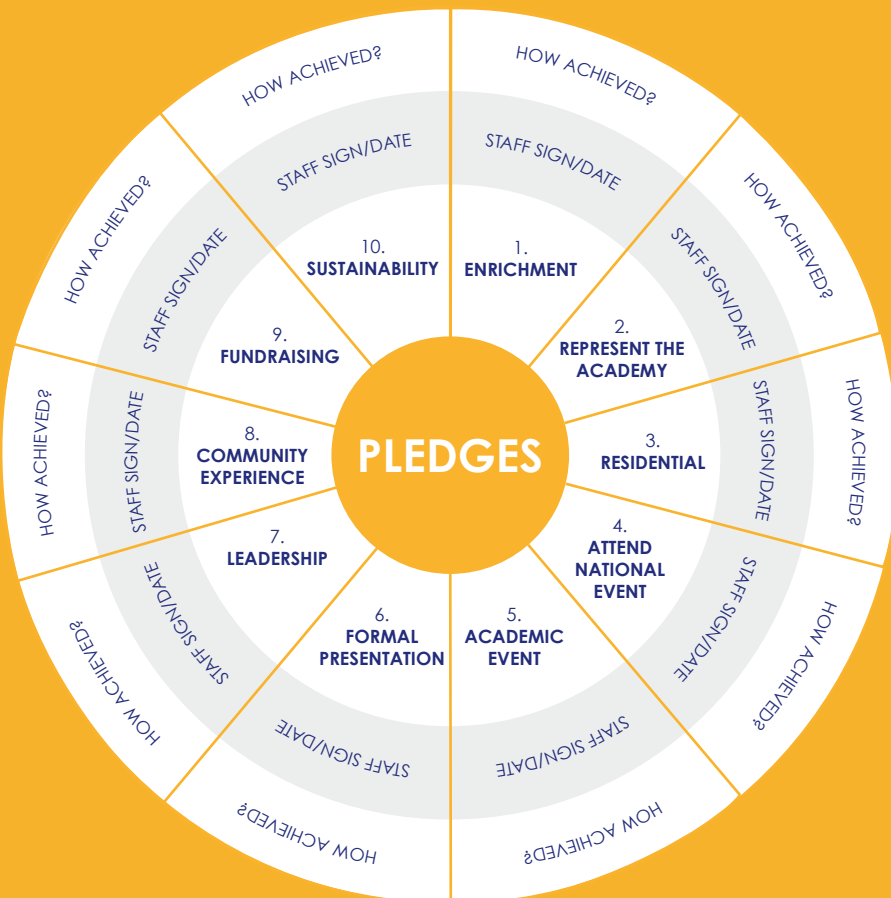 PLEDGES
1.
ENRICHMENT
STAFF SIGN/DATE
HOW ACHIEVED?
2.
REPRESENT THE
ACADEMY
STAFF SIGN/DATE
HOW ACHIEVED?
3.
RESIDENTIAL
STAFF SIGN/DATE
HOW ACHIEVED?
4.
ATTEND
NATIONAL
EVENT
STAFF SIGN/DATE
HOW ACHIEVED?
5.
ACADEMIC
EVENT
STAFF SIGN/DATE
HOW ACHIEVED?
6.
FORMAL
PRESENTATION
STAFF SIGN/DATE
HOW ACHIEVED?
7.
LEADERSHIP
STAFF SIGN/DATE
HOW ACHIEVED?
8.
COMMUNITY
EXPERIENCE
STAFF SIGN/DATE
HOW ACHIEVED?
9.
FUNDRAISING
STAFF SIGN/DATE
HOW ACHIEVED?
10.
SUSTAINABILITY
STAFF SIGN/DATE
HOW ACHIEVED?